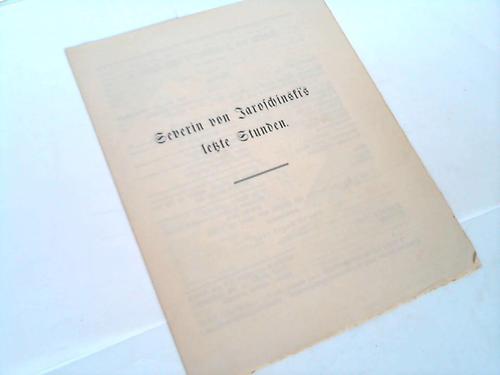 Severin von Jaroschinski's
letzte Stunden.